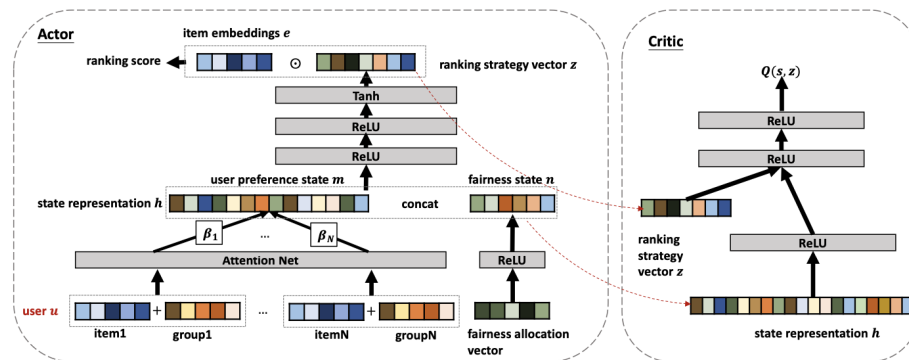 Actor
item embeddings e
ranking score
⊙
ranking strategy vector z
Tanh
ReLU
ReLU
user preference state m
fairness state n
state representation h
concat
β1
...
βN
Attention Net
ReLU
user u
+
...
+
item1
group1
itemN
groupN
fairness allocation
vector
Critic
Q(s, z)
ReLU
ReLU
ranking
strategy
vector z
ReLU
state representation h